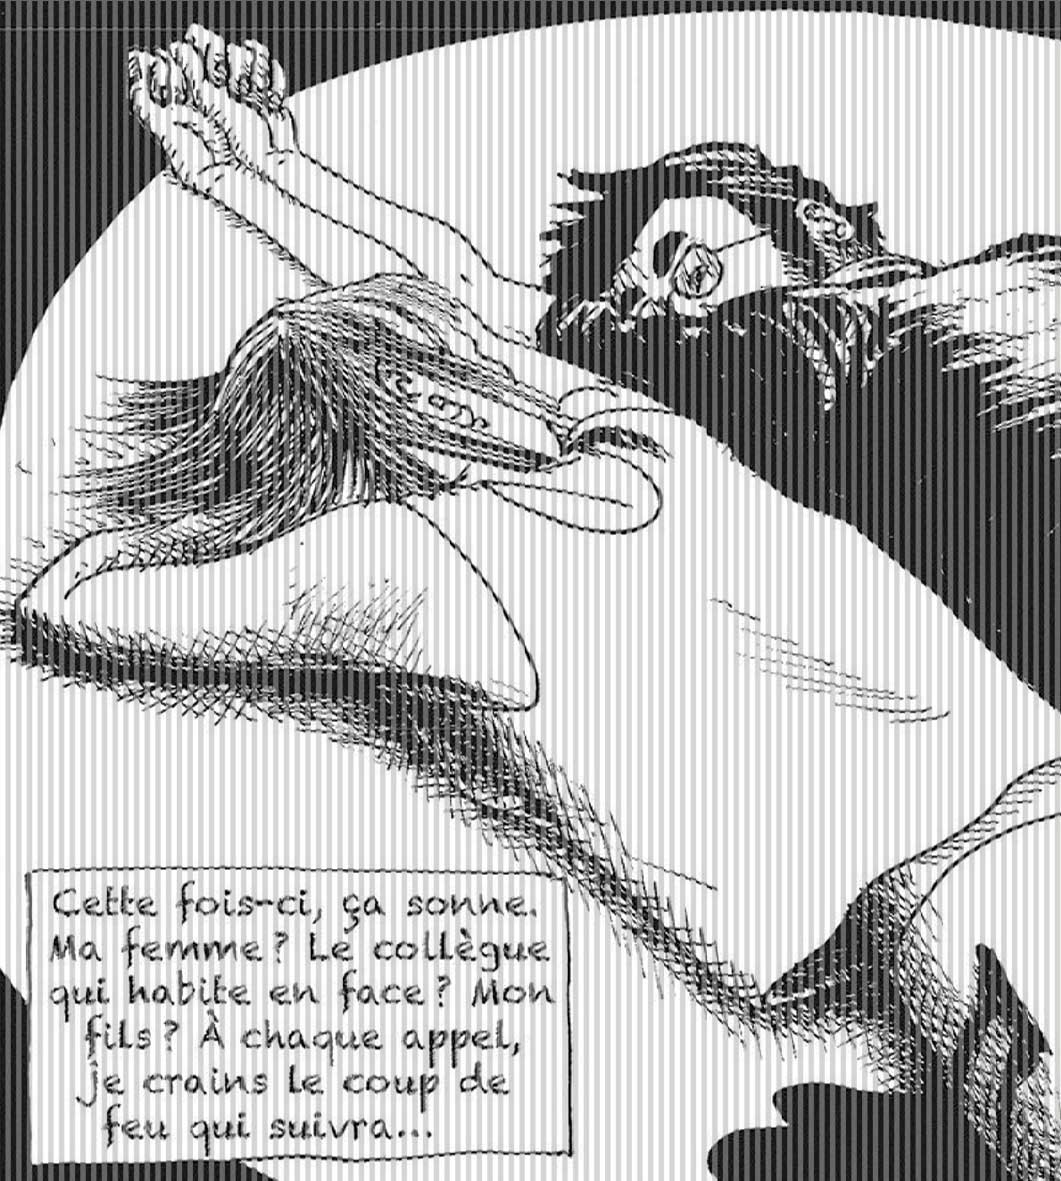 Cette fois-ci, ça sonne.
Ma femme? Le collègue
qui habite en face? Mon
fils? À chaque appel,
je crains le coup de
feu qui suivra...